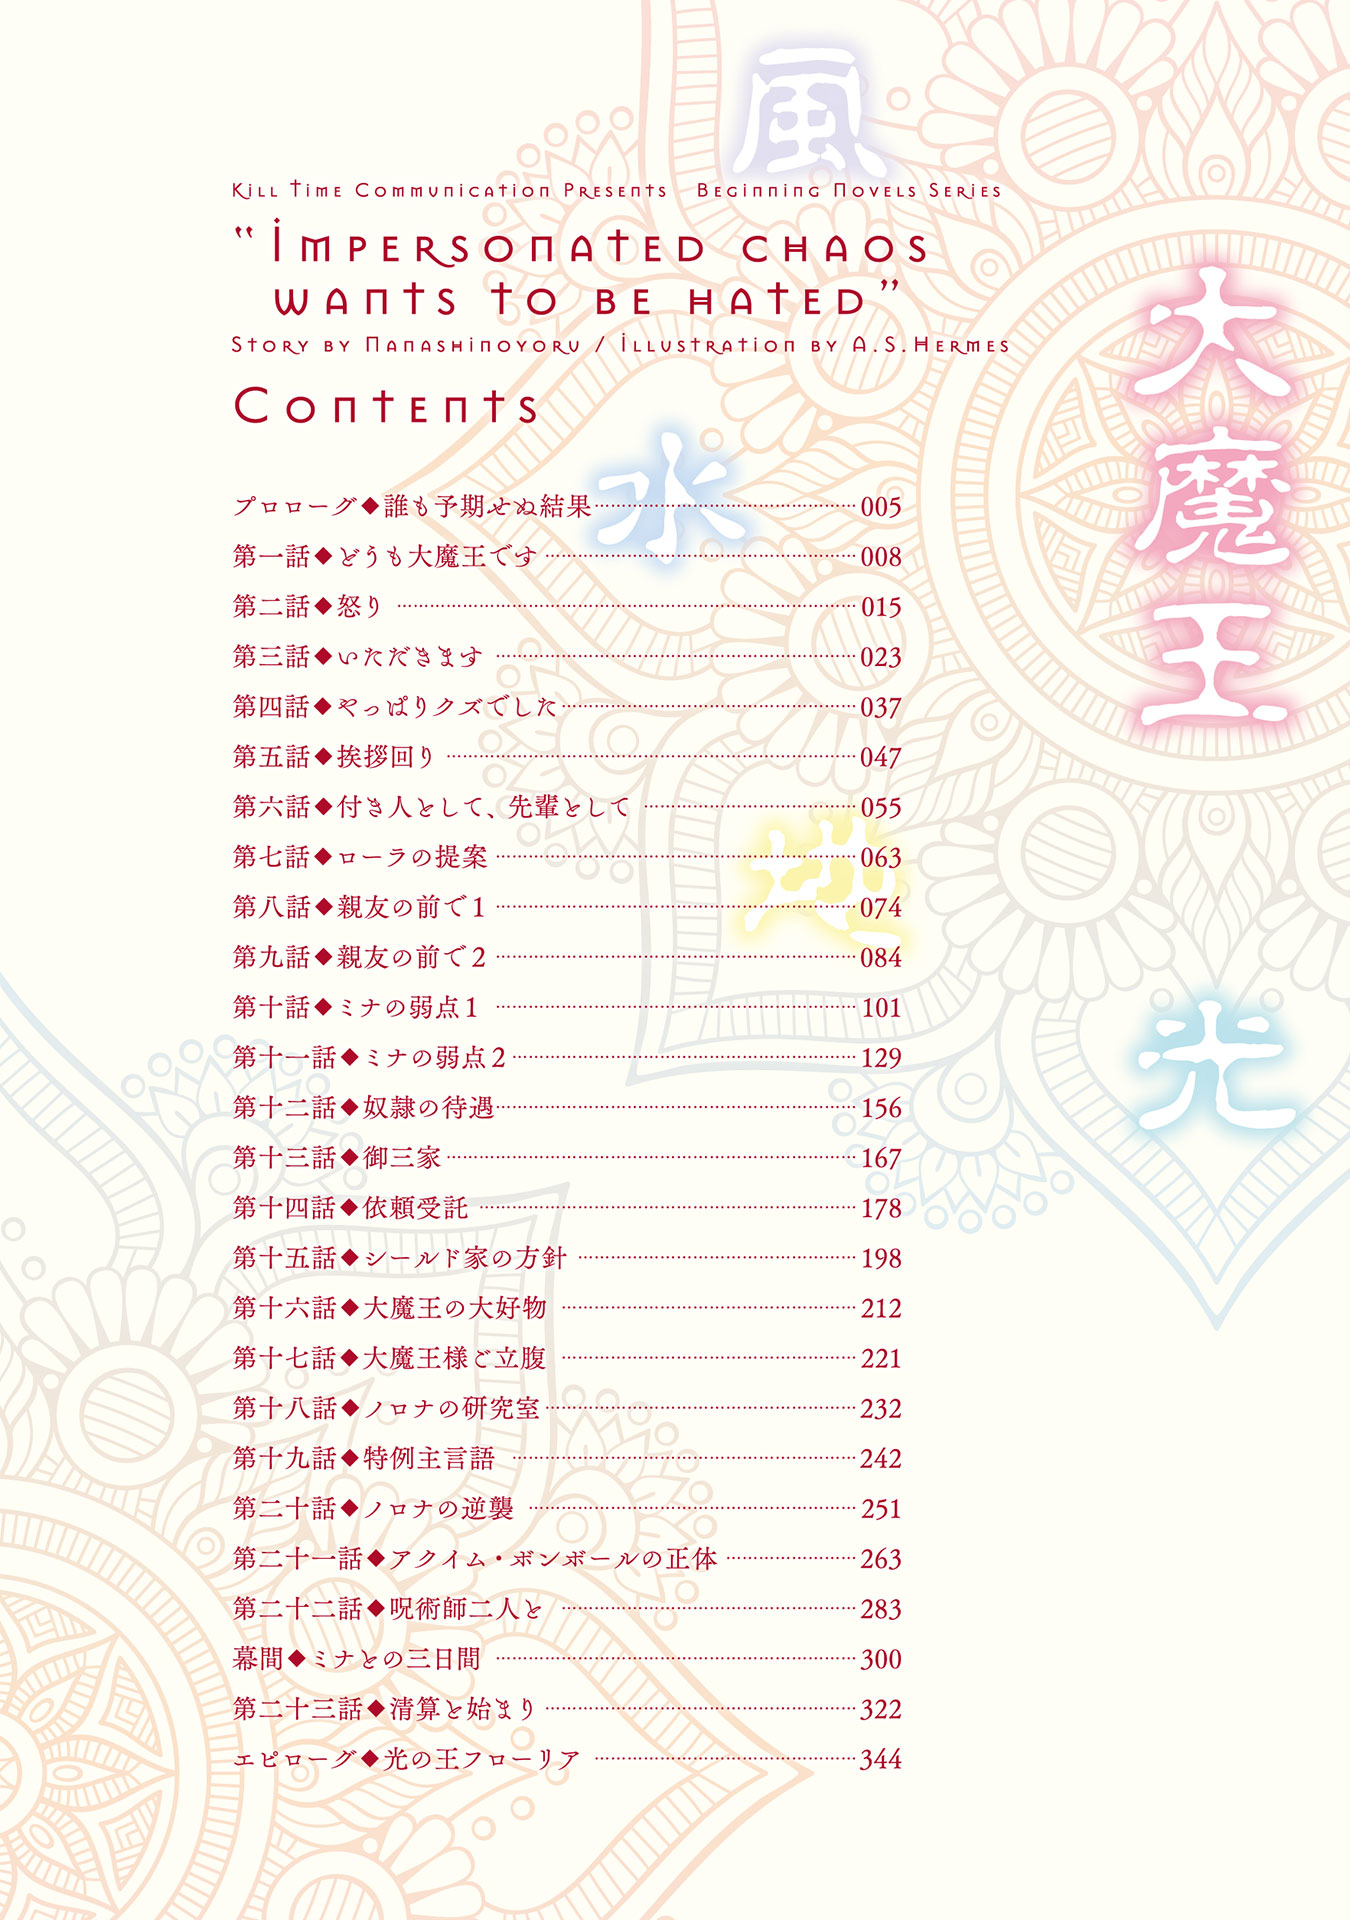 風
Kill Time Communication Presents Beginning Novels Series
"Impersonated chaos
wants to be hated"
Story by Nanashinoyoru / Illustration by A.S.Hermes
Contents
大魔王
水
地
光
プロローグ◆誰も予期せぬ結果……005
第一話◆どうも大魔王です……008
第二話◆怒り……015
第三話◆いただきます……023
第四話◆やっぱりクズでした……037
第五話◆挨拶回り……047
第六話◆付き人として、先輩として……055
第七話◆ローラの提案……063
第八話◆親友の前で1……074
第九話◆親友の前で2……084
第十話◆ミナの弱点1……101
第十一話◆ミナの弱点2……129
第十二話◆奴隷の待遇……156
第十三話◆御三家……167
第十四話◆依頼受託……178
第十五話◆シールド家の方針……198
第十六話◆大魔王の大好物……212
第十七話◆大魔王様ご立腹……221
第十八話◆ノロナの研究室……232
第十九話◆特例主言語……242
第二十話◆ノロナの逆襲……251
第二十一話◆アクイム・ボンボールの正体……263
第二十二話◆呪術師二人と……283
幕間◆ミナとの三日間……300
第二十三話◆清算と始まり……322
エピローグ◆光の王フローリア……344